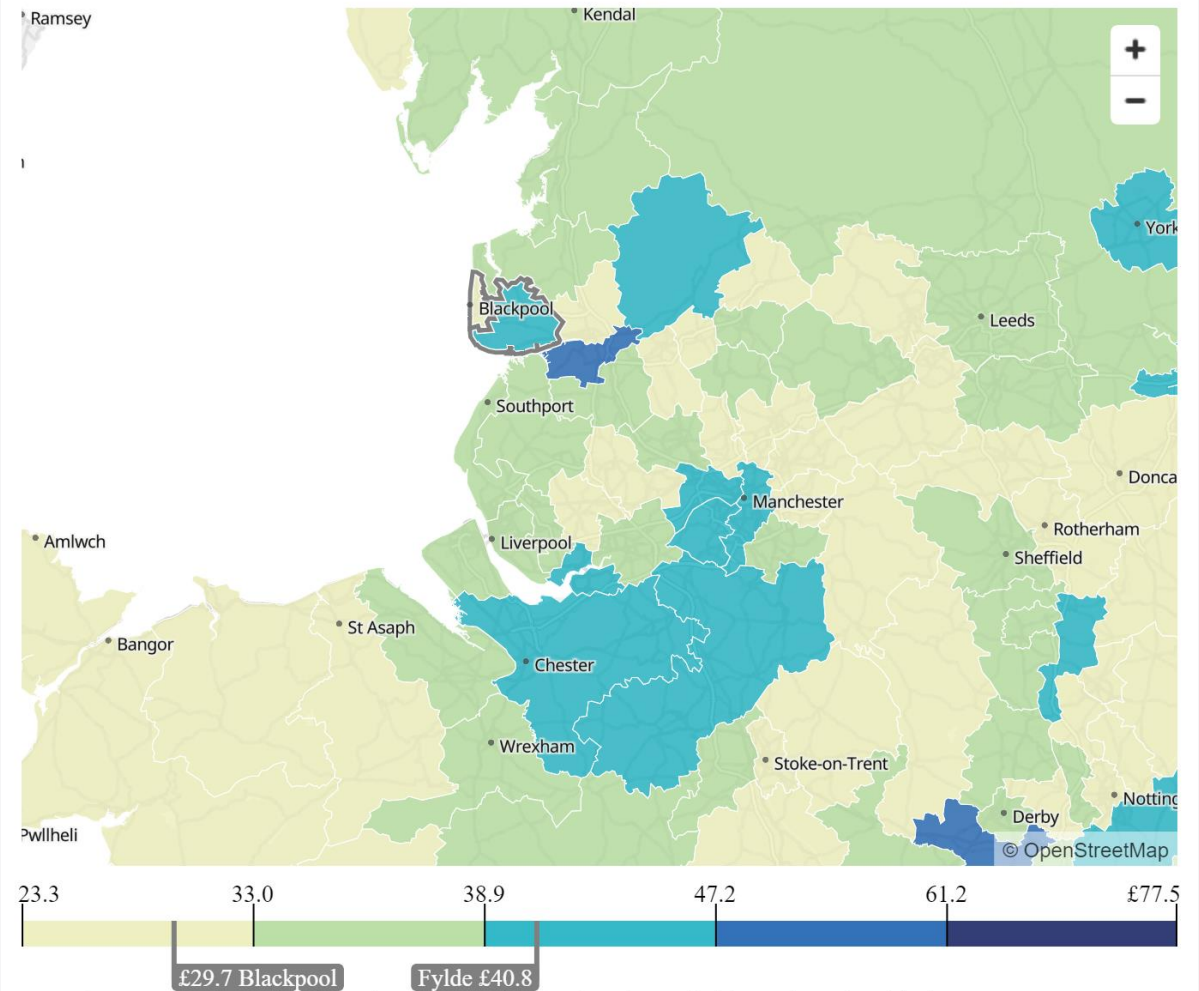 Ramsey
Kendal
+
−
York
Blackpool
Leeds
Southport
Manchester
Donca
Amlwch
Liverpool
Rotherham
Sheffield
St Asaph
Bangor
Chester
Wrexham
Stoke-on-Trent
Notting
Derby
Pwllheli
© OpenStreetMap
23.3 33.0 38.9 47.2 61.2 £77.5
£29.7 Blackpool Fylde £40.8